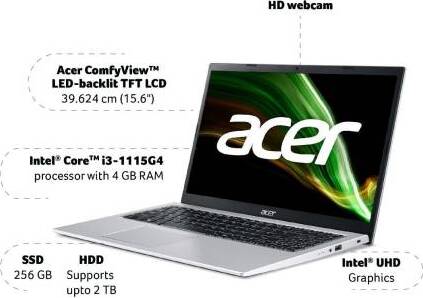 HD webcam
Acer ComfyView™
LED-backlit TFT LCD
39.624 cm (15.6")
acer
Intel® Core™ i3-1115G4
processor with 4 GB RAM
acer
SSD
256 GB
HDD
Supports
upto 2 TB
Intel® UHD
Graphics